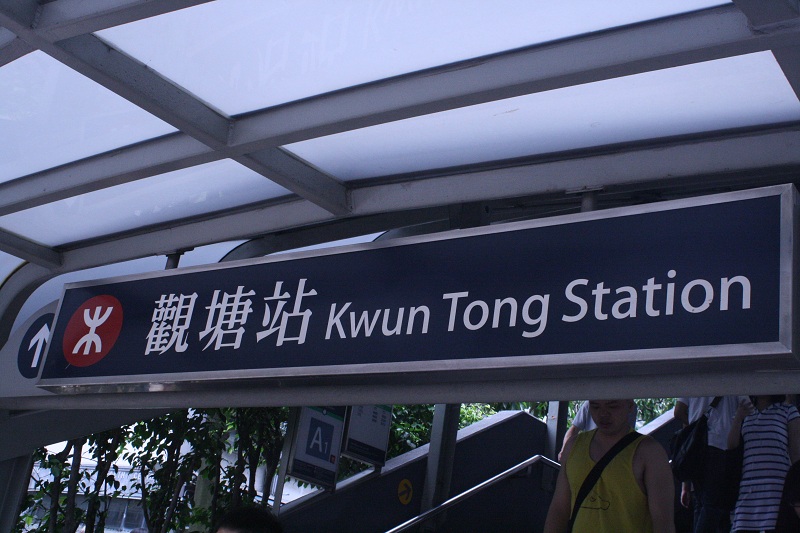 觀塘站 Kwun Tong Station
A1